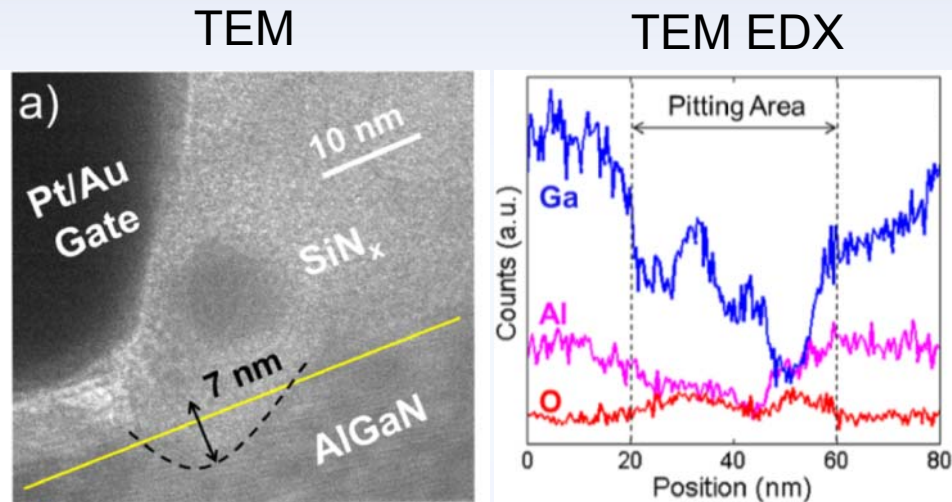 TEM
TEM EDX
a)
Pt/Au
Gate
10 nm
SiNx
7 nm
AlGaN
Pitting Area
Ga
Al
O
Counts (a.u.)
0 20 40 60 80
Position (nm)